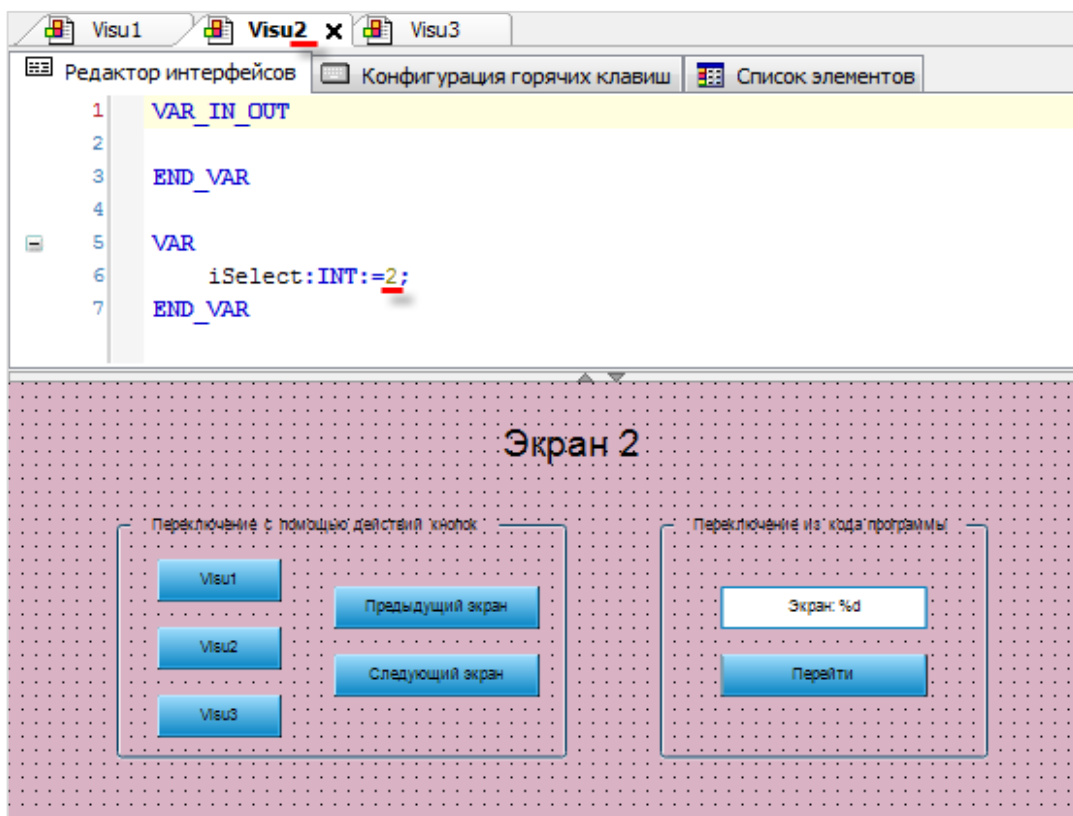 Visu1 Visu2 Visu3
Редактор интерфейсов Конфигурация горячих клавиш Список элементов
1 VAR_IN_OUT
2
3 END_VAR
4
5 VAR
6 iSelect:INT:=2;
7 END_VAR
Экран 2
Переключение с помощью действий кнопок
Visu1
Visu2
Visu3
Предыдущий экран
Следующий экран
Переключение из кода программы
Экран: %d
Перейти